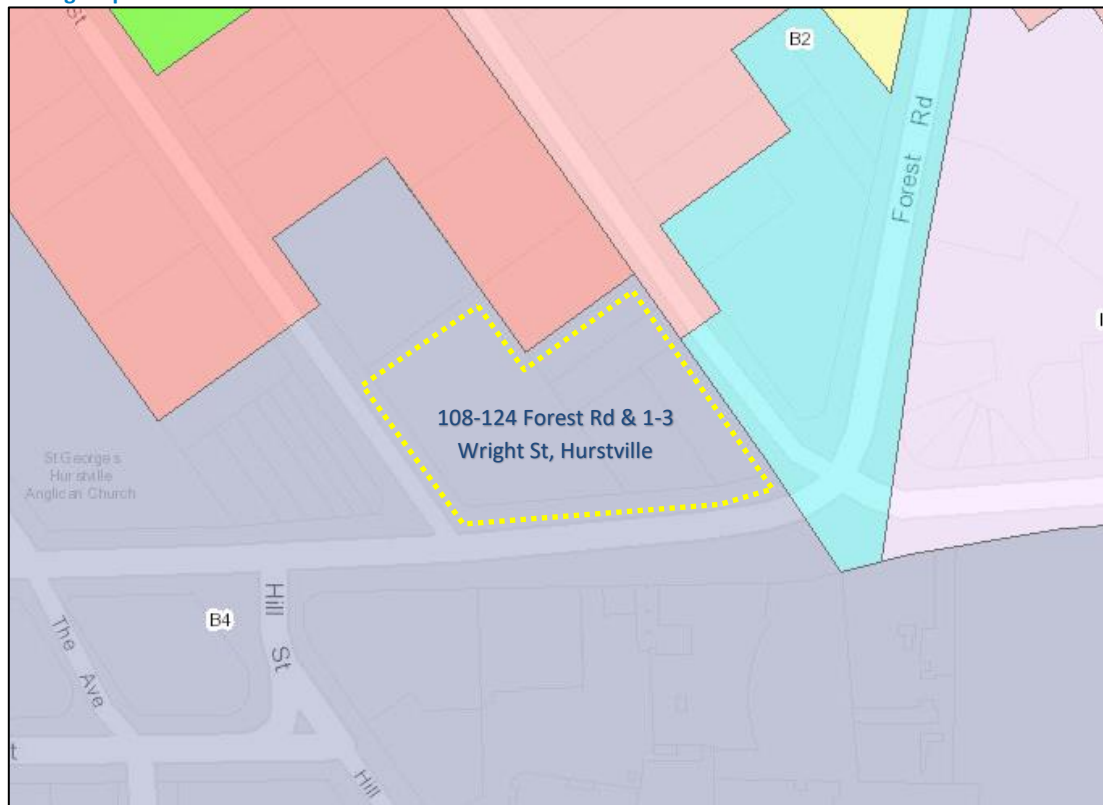 St
B2
Forest Rd
108-124 Forest Rd & 1-3
Wright St, Hurstville
St George's
Hurstville
Anglican Church
B4
Hill St
The Ave
Hill